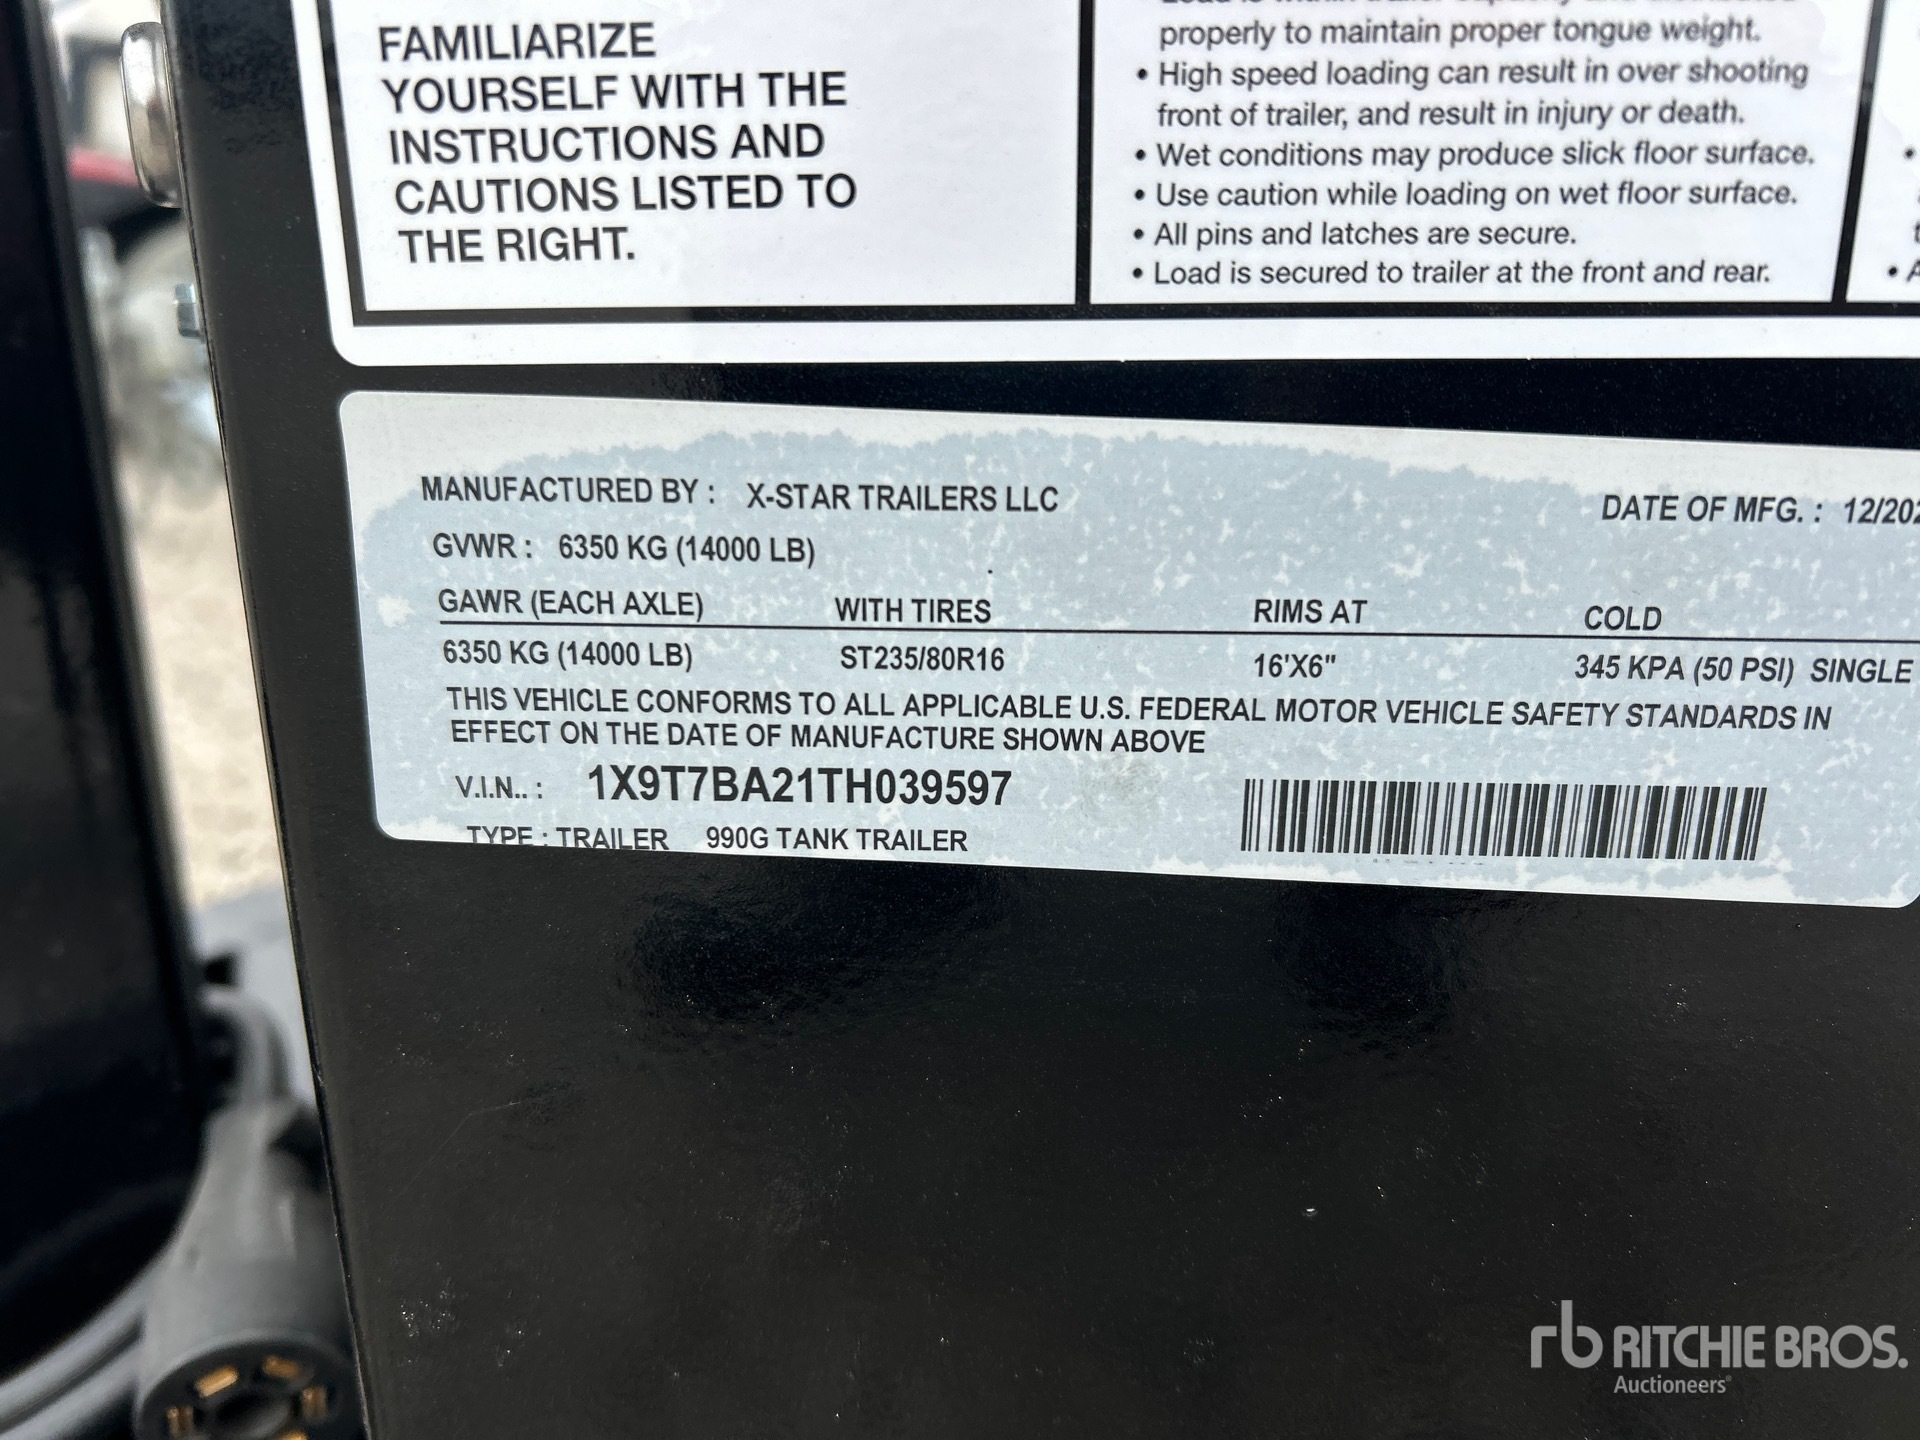 FAMILIARIZE
YOURSELF WITH THE
INSTRUCTIONS AND
CAUTIONS LISTED TO
THE RIGHT.
properly to maintain proper tongue weight.
• High speed loading can result in over shooting
front of trailer, and result in injury or death.
• Wet conditions may produce slick floor surface.
• Use caution while loading on wet floor surface.
• All pins and latches are secure.
• Load is secured to trailer at the front and rear.
MANUFACTURED BY : X-STAR TRAILERS LLC DATE OF MFG. : 12/202
GVWR : 6350 KG (14000 LB)
GAWR (EACH AXLE) WITH TIRES RIMS AT COLD
6350 KG (14000 LB) ST235/80R16 16'X6" 345 KPA (50 PSI) SINGLE
THIS VEHICLE CONFORMS TO ALL APPLICABLE U.S. FEDERAL MOTOR VEHICLE SAFETY STANDARDS IN
EFFECT ON THE DATE OF MANUFACTURE SHOWN ABOVE
V.I.N.. : 1X9T7BA21TH039597
TYPE : TRAILER 990G TANK TRAILER
rb RITCHIE BROS.
Auctioneers